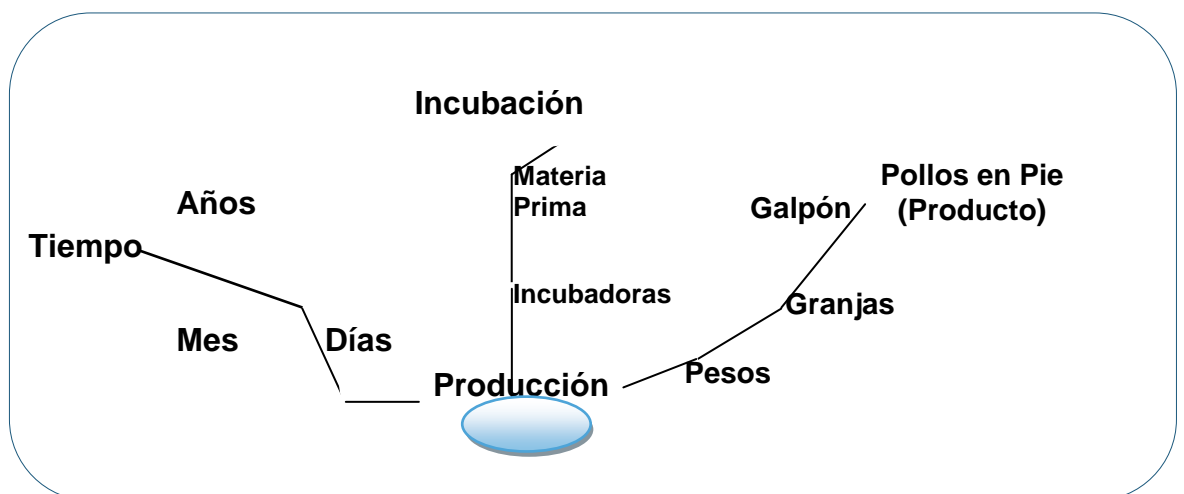 Incubación
Materia
Prima
Pollos en Pie
(Producto)
Años
Galpón
Tiempo
Incubadoras
Granjas
Mes
Días
Pesos
Producción